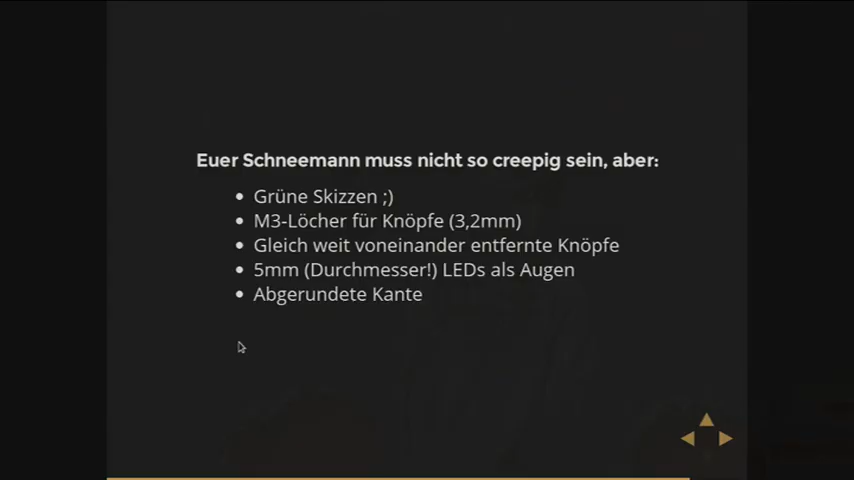 Euer Schneemann muss nicht so creepig sein, aber:
Grüne Skizzen ;)
M3-Löcher für Knöpfe (3,2mm)
Gleich weit voneinander entfernte Knöpfe
5mm (Durchmesser!) LEDs als Augen
Abgerundete Kante